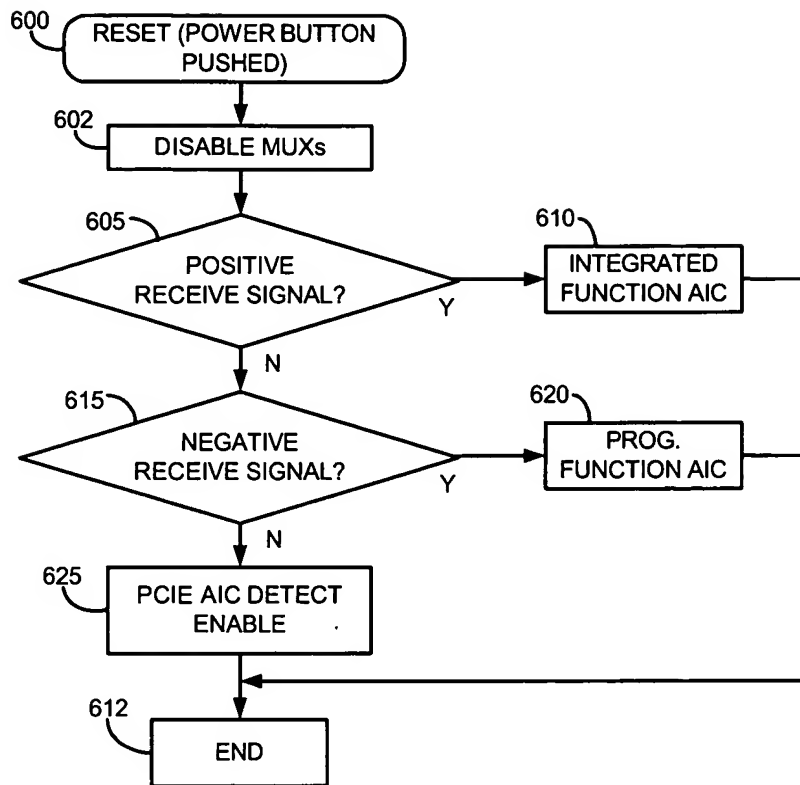 600
RESET (POWER BUTTON
PUSHED)
602
DISABLE MUXs
605
POSITIVE
RECEIVE SIGNAL?
Y
N
610
INTEGRATED
FUNCTION AIC
615
NEGATIVE
RECEIVE SIGNAL?
Y
N
620
PROG.
FUNCTION AIC
625
PCIE AIC DETECT
ENABLE
612
END